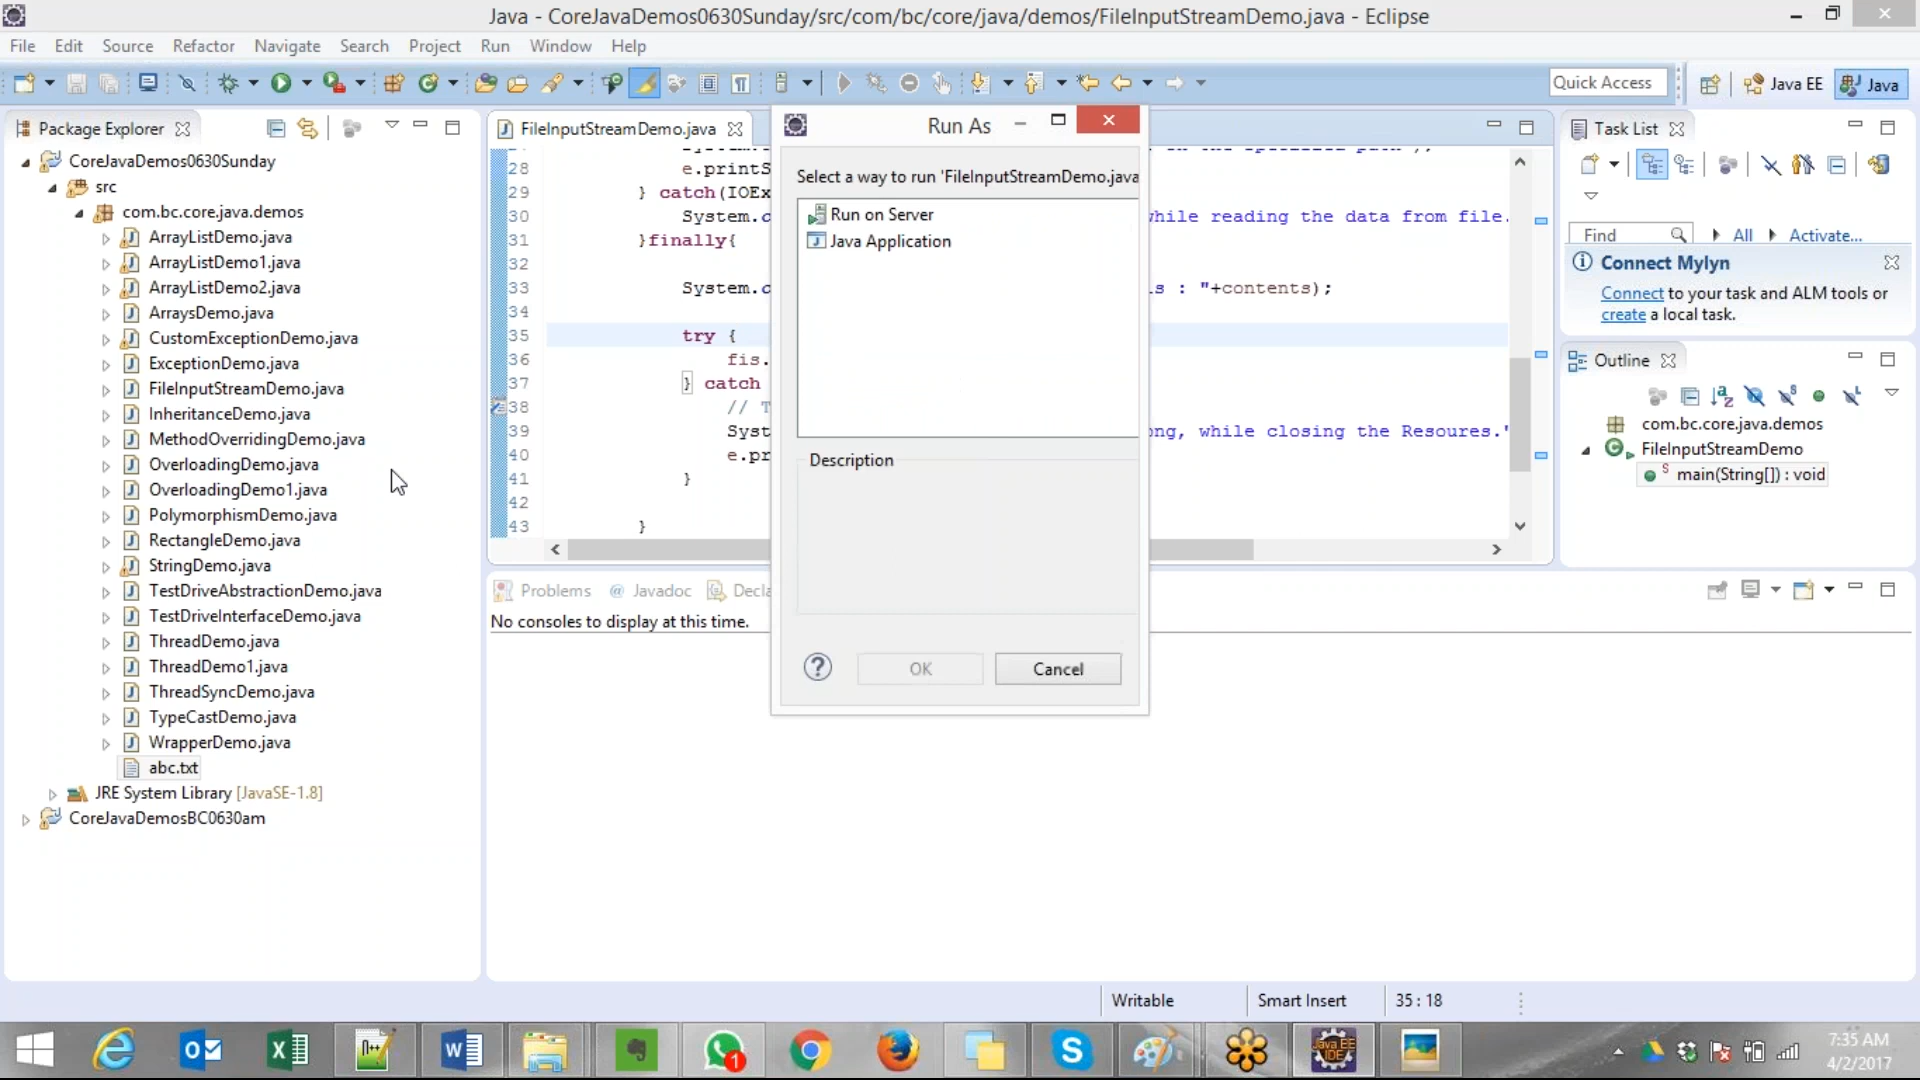 Java - CoreJavaDemos0630Sunday/src/com/bc/core/java/demos/FileInputStreamDemo.java - Eclipse
File Edit Source Refactor Navigate Search Project Run Window Help
Quick Access
Java EE
Java
Package Explorer
CoreJavaDemos0630Sunday
src
com.bc.core.java.demos
ArrayListDemo.java
ArrayListDemo1.java
ArrayListDemo2.java
ArraysDemo.java
CustomExceptionDemo.java
ExceptionDemo.java
FileInputStreamDemo.java
InheritanceDemo.java
MethodOverridingDemo.java
OverloadingDemo.java
OverloadingDemo1.java
PolymorphismDemo.java
RectangleDemo.java
StringDemo.java
TestDriveAbstractionDemo.java
TestDriveInterfaceDemo.java
ThreadDemo.java
ThreadDemo1.java
ThreadSyncDemo.java
TypeCastDemo.java
WrapperDemo.java
abc.txt
JRE System Library [JavaSE-1.8]
CoreJavaDemosBC0630am
FileInputStreamDemo.java
28 e.printS
29 } catch(IOEx
30 System.o while reading the data from file.
31 }finally{
32
33 System.o s : "+contents);
34
35 try {
36 fis.
37 } catch
38 // T
39 Syst ng, while closing the Resoures."
40 e.pr
41 }
42
43 }
Run As
Select a way to run 'FileInputStreamDemo.java
Run on Server
Java Application
Description
OK
Cancel
Problems @ Javadoc Decla
No consoles to display at this time.
Task List
Find
All
Activate...
Connect Mylyn
Connect to your task and ALM tools or
create a local task.
Outline
com.bc.core.java.demos
FileInputStreamDemo
main(String[]) : void
Writable
Smart Insert
35 : 18
7:35 AM
4/2/2017